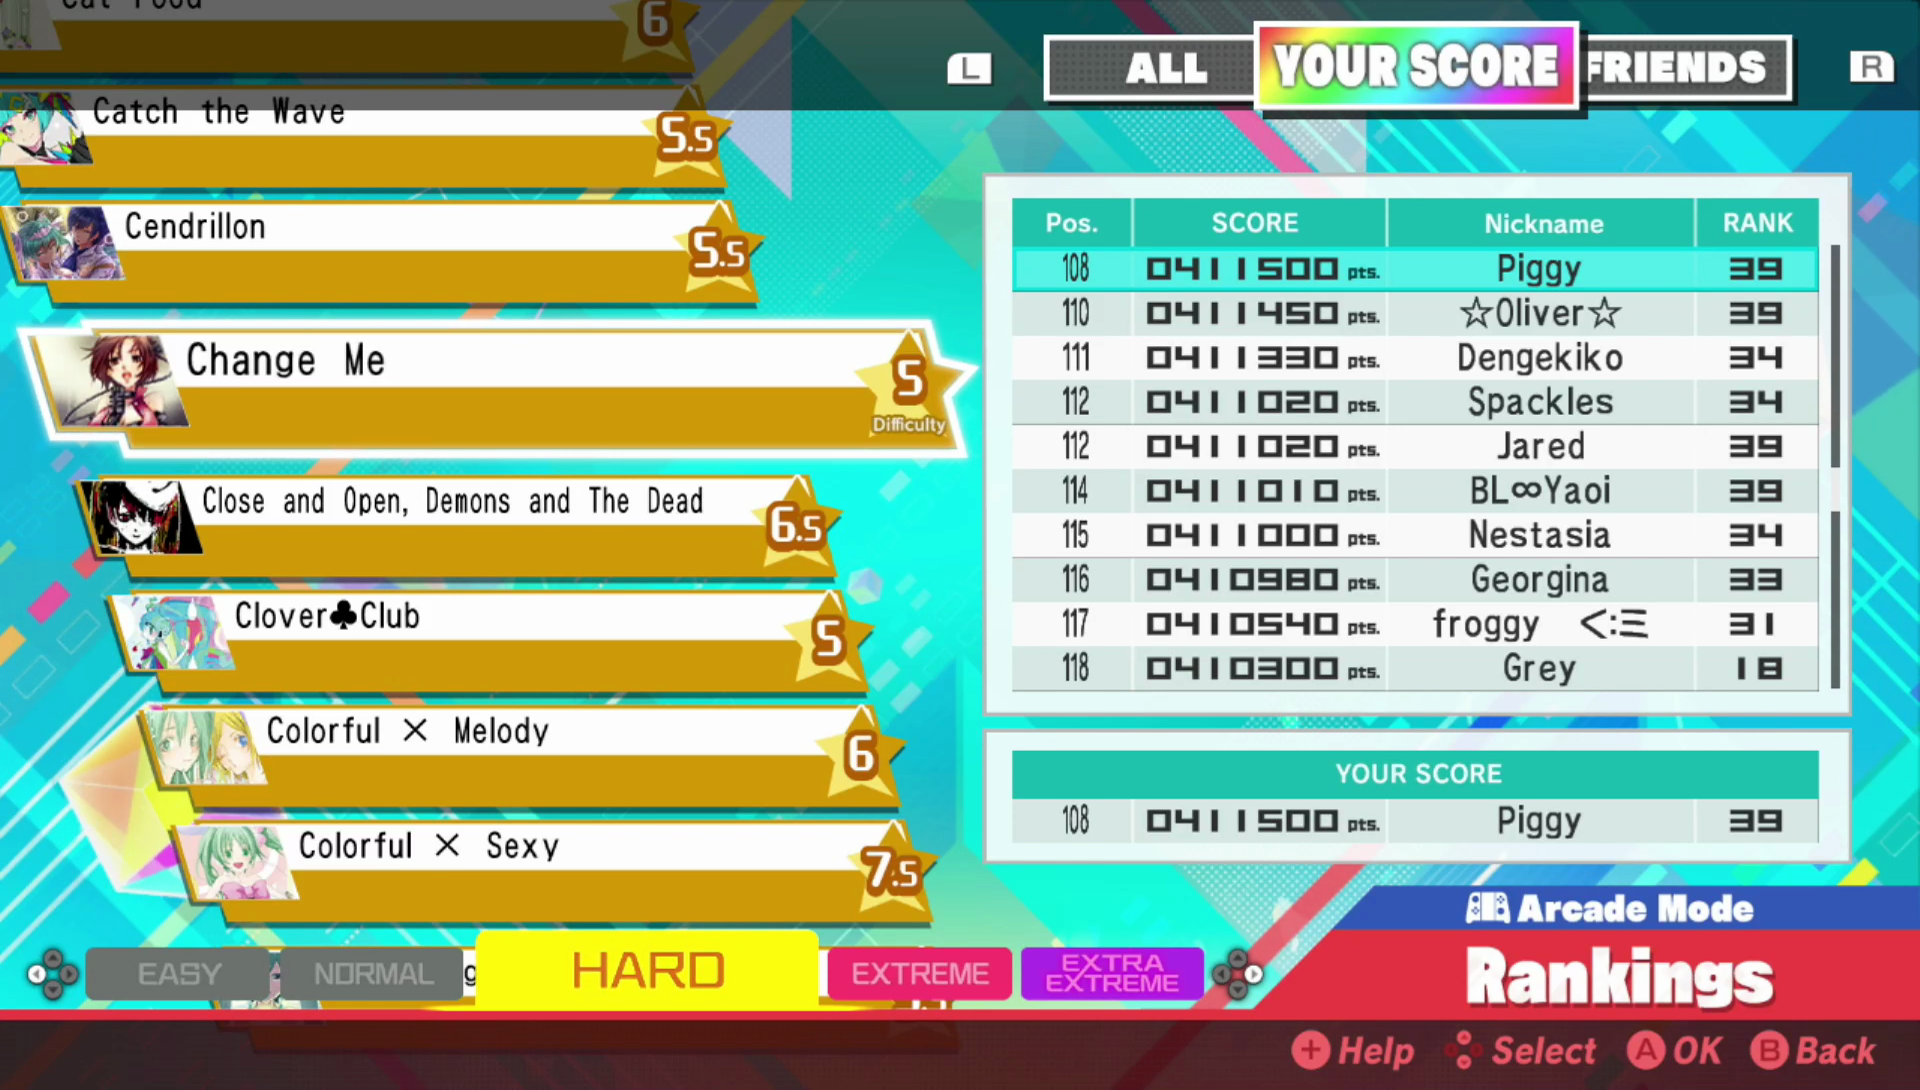 Cat Food
6
L
ALL
YOUR SCORE
FRIENDS
R
Catch the Wave
5.5
Cendrillon
5.5
Change Me
5
Difficulty
Close and Open, Demons and The Dead
6.5
Clover♣Club
5
Colorful × Melody
6
Colorful × Sexy
7.5
Pos. SCORE Nickname RANK
108 0411500 pts. Piggy 39
110 0411450 pts. ☆Oliver☆ 39
111 0411330 pts. Dengekiko 34
112 0411020 pts. Spackles 34
112 0411020 pts. Jared 39
114 0411010 pts. BL∞Yaoi 39
115 0411000 pts. Nestasia 34
116 0410980 pts. Georgina 33
117 0410540 pts. froggy　<:ミ 31
118 0410300 pts. Grey 18
YOUR SCORE
108 0411500 pts. Piggy 39
Arcade Mode
Rankings
EASY
NORMAL
HARD
EXTREME
EXTRA
EXTREME
+ Help
Select
A OK
B Back